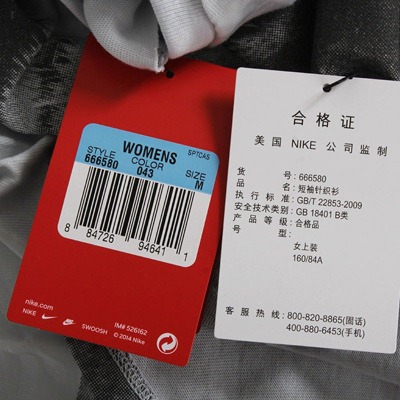 WOMENS
SPTCAS
STYLE COLOR SIZE
666580 043 M
8 84726 94641 1
nike.com
NIKE
SWOOSH
IM# 526162
© 2014 Nike
合格证
美国 NIKE 公司监制
货号: 666580
品名: 短袖针织衫
执行标准: GB/T 22853-2009
安全技术类别: GB 18401 B类
产品等级: 合格品
号型:
女上装
160/84A
客服热线: 800-820-8865(固话)
400-880-6453(手机)